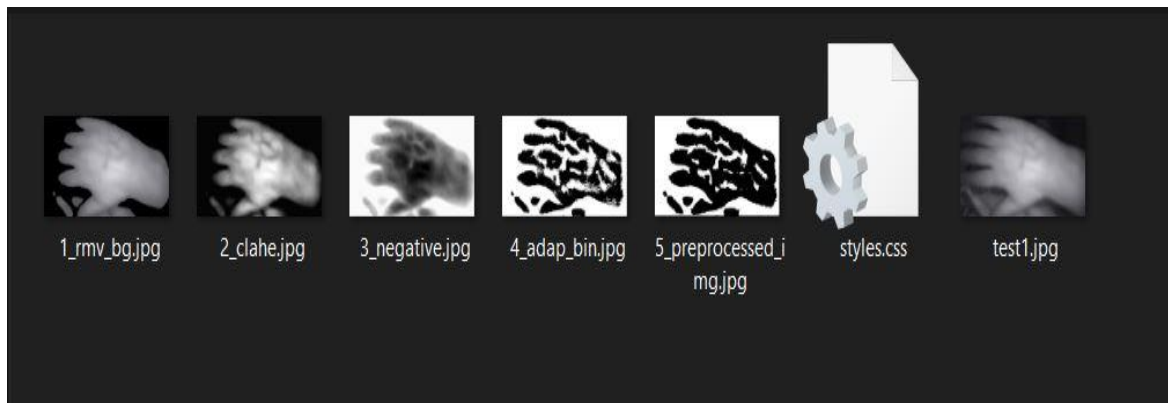 1_rmv_bg.jpg
2_clahe.jpg
3_negative.jpg
4_adap_bin.jpg
5_preprocessed_i
mg.jpg
styles.css
test1.jpg